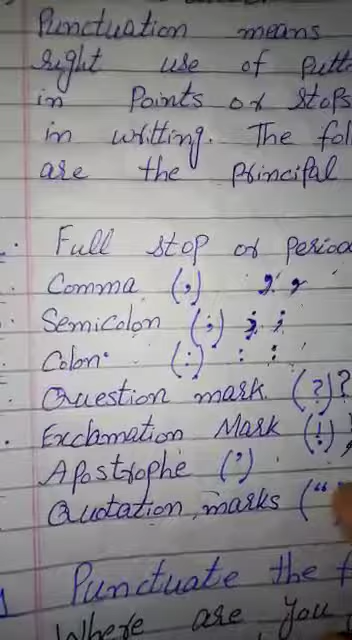 Punctuation means
right use of putt
in Points or stops
in writting. The fol
are the principal
Full stop or Period
Comma (,) , ,
Semicolon (;) ; ;
Colon (:) : :
Question mark (?) ?
Exclamation Mark (!)
Apostrophe (')
Quotation marks (“
Punctuate the f
Where are you